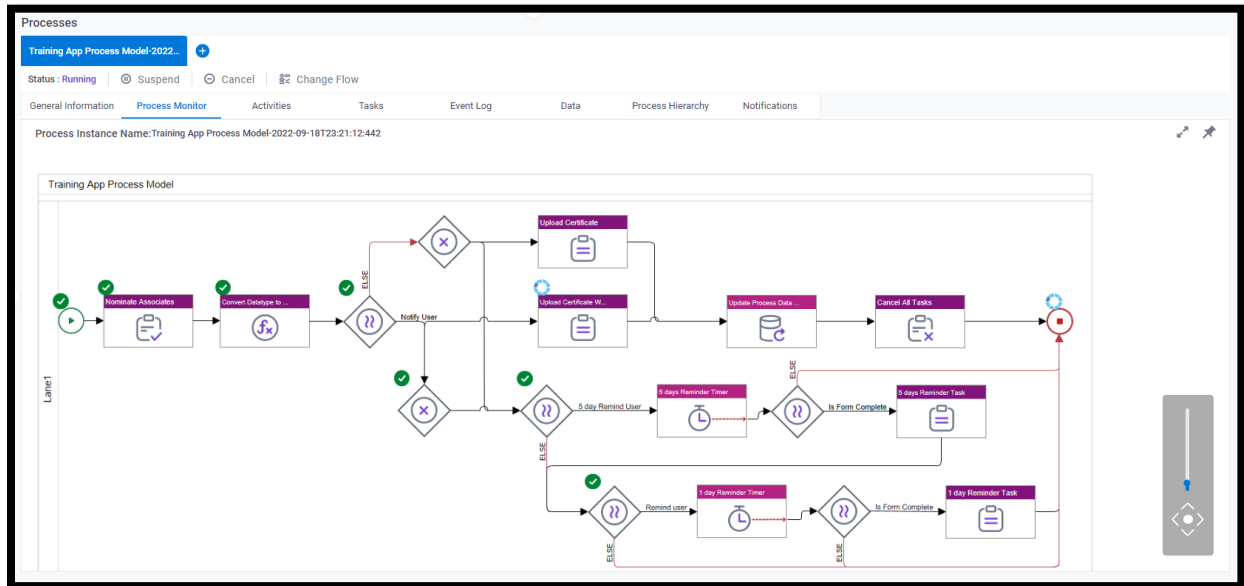 Processes
Training App Process Model-2022...
Status : Running
Suspend
Cancel
Change Flow
General Information
Process Monitor
Activities
Tasks
Event Log
Data
Process Hierarchy
Notifications
Process Instance Name:Training App Process Model-2022-09-18T23:21:12:442
Training App Process Model
Lane1
Upload Certificate
ELSE
Nominate Associates
Convert Datatype to ...
Notify User
Upload Certificate W...
Update Process Data ...
Cancel All Tasks
ELSE
5 day Remind User
5 days Reminder Timer
Is Form Complete
5 days Reminder Task
ELSE
Remind user
1 day Reminder Timer
Is Form Complete
1 day Reminder Task
ELSE
ELSE